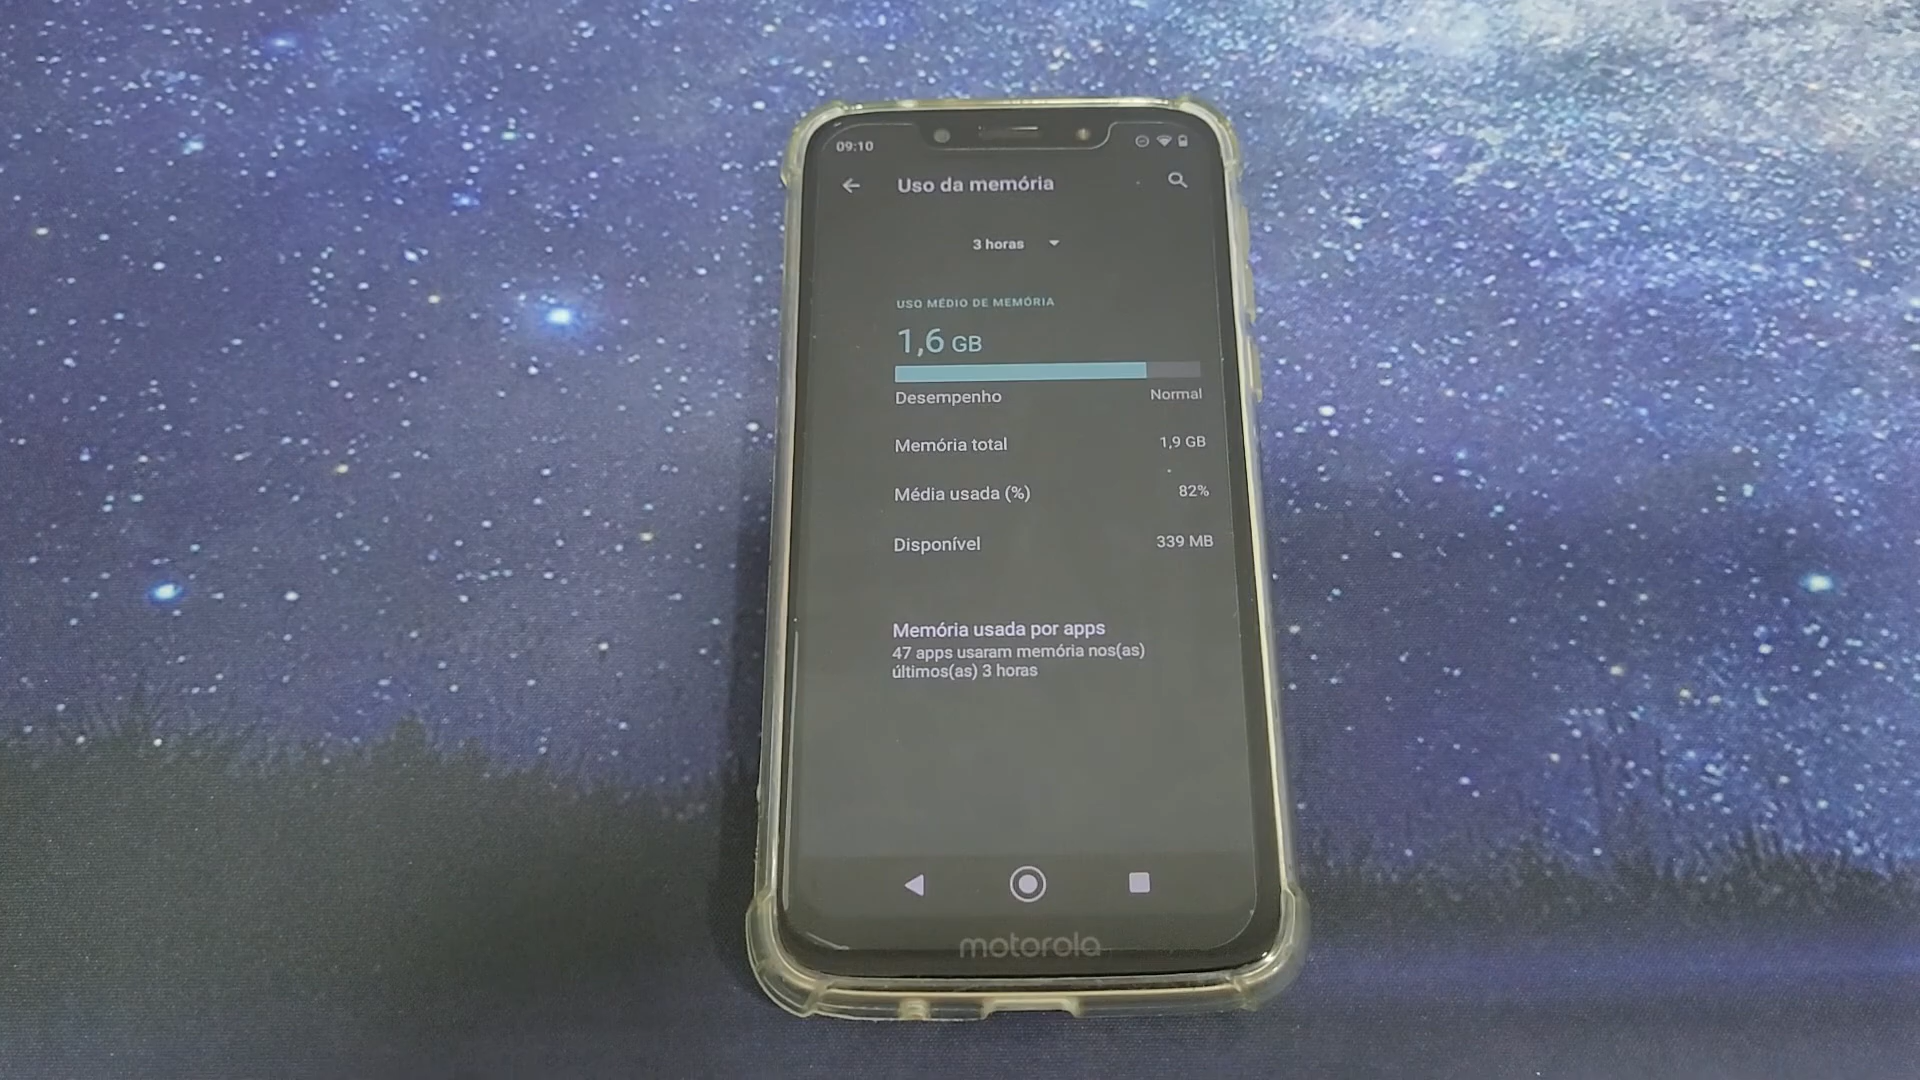 09:10
Uso da memória
3 horas
USO MÉDIO DE MEMÓRIA
1,6 GB
Desempenho Normal
Memória total 1,9 GB
Média usada (%) 82%
Disponível 339 MB
Memória usada por apps
47 apps usaram memória nos(as)
últimos(as) 3 horas
motorola